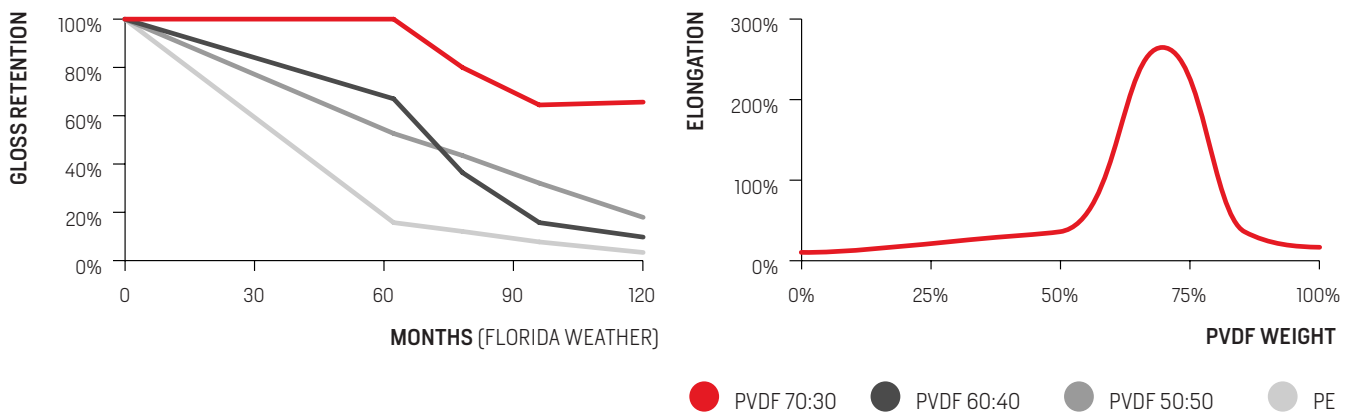 GLOSS RETENTION
100%
80%
60%
40%
20%
0%
0 30 60 90 120
MONTHS (FLORIDA WEATHER)
ELONGATION
300%
200%
100%
0%
0% 25% 50% 75% 100%
PVDF WEIGHT
PVDF 70:30 PVDF 60:40 PVDF 50:50 PE